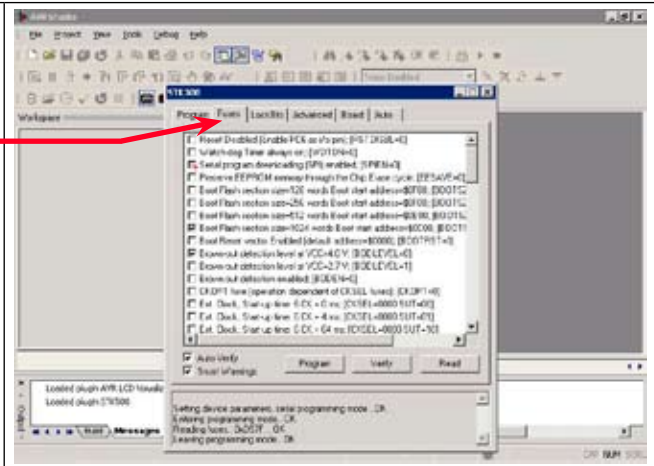 AVR Studio
File Project View Tools Debug Help
Trace Disabled
Workspace
STK500
Program Fuses LockBits Advanced Board Auto
Reset Disabled (Enable PC6 as i/o pin); [RSTDISBL=0]
Watch-dog Timer always on; [WDTON=0]
Serial program downloading (SPI) enabled; [SPIEN=0]
Preserve EEPROM memory through the Chip Erase cycle; [EESAVE=0]
Boot Flash section size=128 words Boot start address=$0F80; [BOOTSZ
Boot Flash section size=256 words Boot start address=$0F00; [BOOTSZ
Boot Flash section size=512 words Boot start address=$0E00; [BOOTS
Boot Flash section size=1024 words Boot start address=$0C00; [BOOT
Boot Reset vector Enabled (default address=$0000); [BOOTRST=0]
Brown-out detection level at VCC=4.0 V; [BODLEVEL=0]
Brown-out detection level at VCC=2.7 V; [BODLEVEL=1]
Brown-out detection enabled; [BODEN=0]
CKOPT fuse (operation dependent of CKSEL fuses); [CKOPT=0]
Ext. Clock; Start-up time: 6 CK + 0 ms; [CKSEL=0000 SUT=00]
Ext. Clock; Start-up time: 6 CK + 4 ms; [CKSEL=0000 SUT=01]
Ext. Clock; Start-up time: 6 CK + 64 ms; [CKSEL=0000 SUT=10]
Auto Verify
Smart Warnings
Program Verify Read
Setting device parameters, serial programming mode ..OK
Entering programming mode.. OK
Reading fuses.. 0xD57F .. OK
Leaving programming mode.. OK
Loaded plugin AVR LCD Visualiz
Loaded plugin STK500
Output
Build Messages
CAP NUM